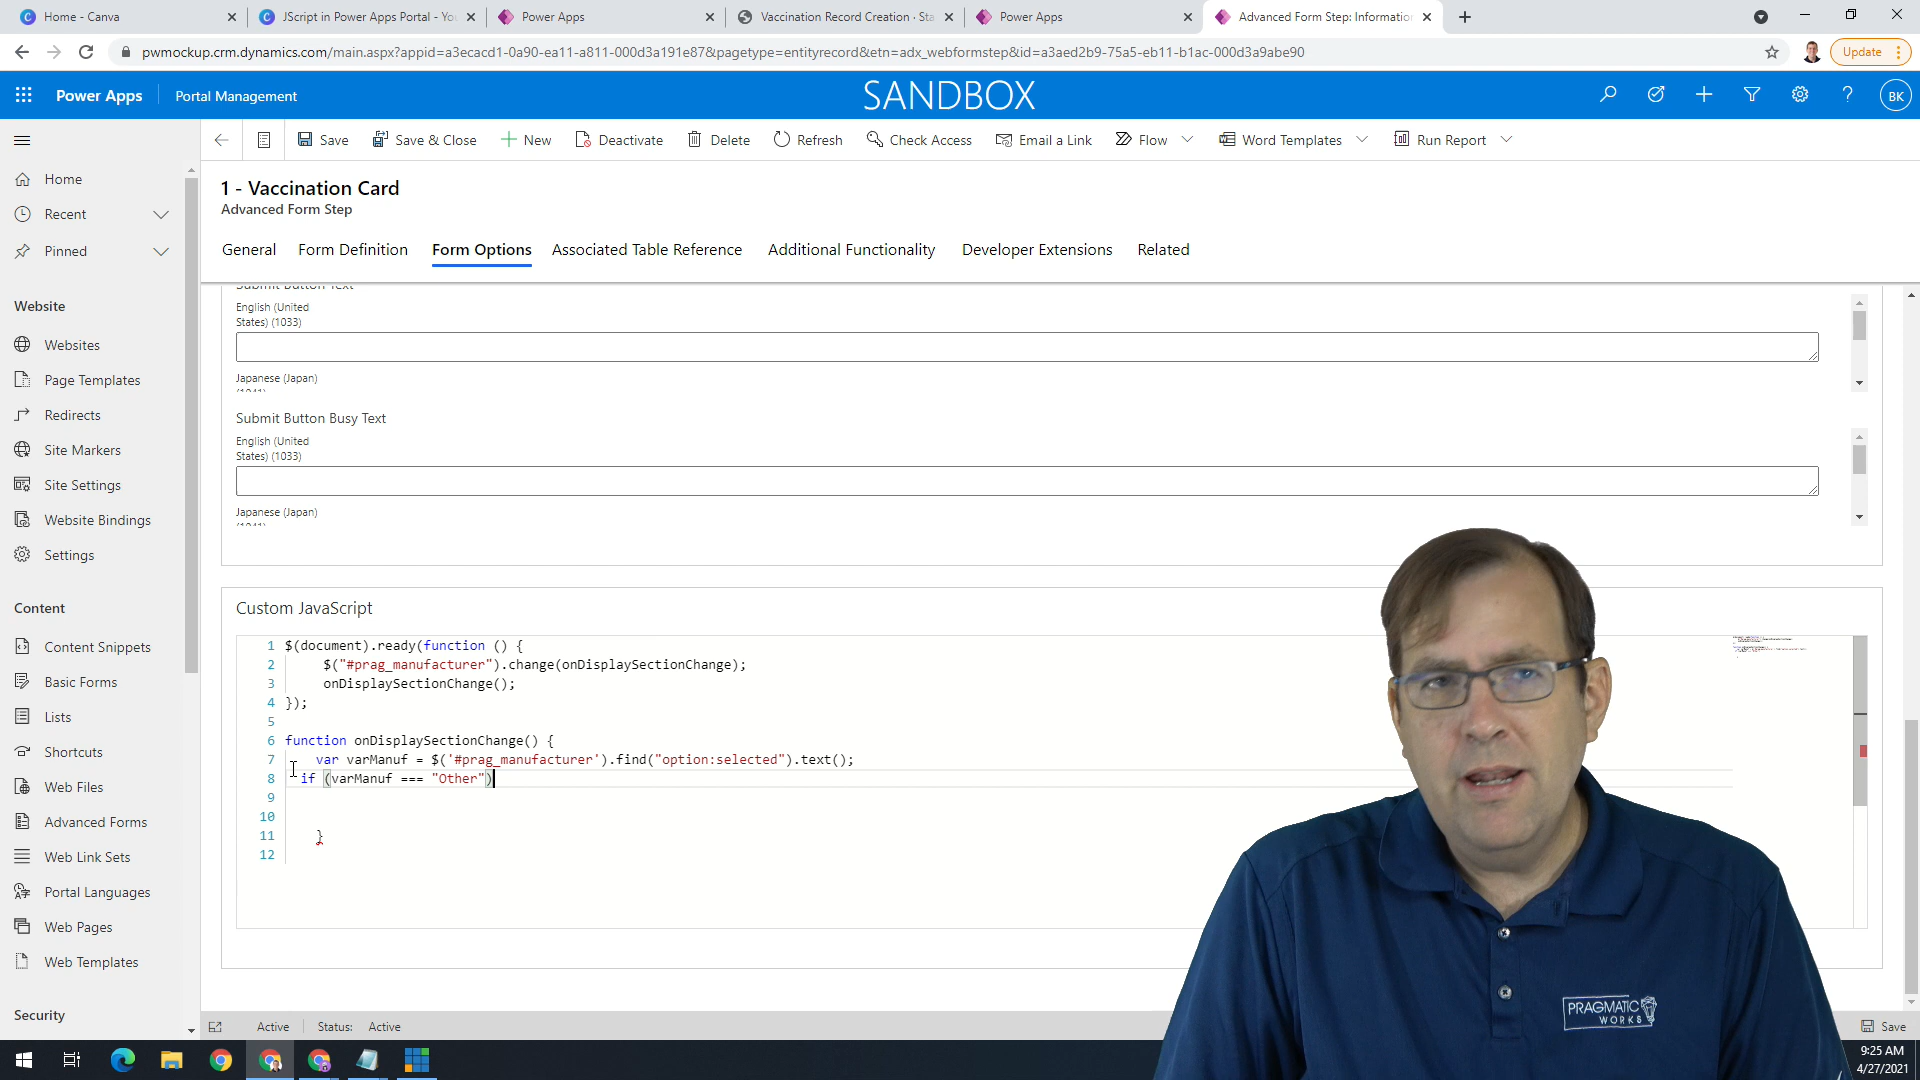 Home - Canva
JScript in Power Apps Portal - You
Power Apps
Vaccination Record Creation · Sta
Power Apps
Advanced Form Step: Informatio
pwmockup.crm.dynamics.com/main.aspx?appid=a3ecacd1-0a90-ea11-a811-000d3a191e87&pagetype=entityrecord&etn=adx_webformstep&id=a3aed2b9-75a5-eb11-b1ac-000d3a9abe90
Update
Power Apps
Portal Management
SANDBOX
BK
Save
Save & Close
New
Deactivate
Delete
Refresh
Check Access
Email a Link
Flow
Word Templates
Run Report
Home
Recent
Pinned
Website
Websites
Page Templates
Redirects
Site Markers
Site Settings
Website Bindings
Settings
Content
Content Snippets
Basic Forms
Lists
Shortcuts
Web Files
Advanced Forms
Web Link Sets
Portal Languages
Web Pages
Web Templates
Security
1 - Vaccination Card
Advanced Form Step
General
Form Definition
Form Options
Associated Table Reference
Additional Functionality
Developer Extensions
Related
Submit Button Text
English (United
States) (1033)
Japanese (Japan)
(1041)
Submit Button Busy Text
English (United
States) (1033)
Japanese (Japan)
(1041)
Custom JavaScript
1 $(document).ready(function () {
2 $("#prag_manufacturer").change(onDisplaySectionChange);
3 onDisplaySectionChange();
4 });
5
6 function onDisplaySectionChange() {
7 var varManuf = $('#prag_manufacturer').find("option:selected").text();
8 if (varManuf === "Other")
9
10
11 }
12
PRAGMATIC
WORKS
Active
Status: Active
Save
9:25 AM
4/27/2021